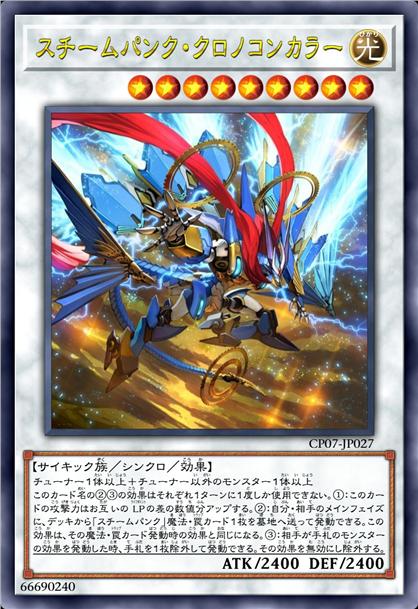 スチームパンク・クロノコンカラー
光
CP07-JP027
【サイキック族／シンクロ／効果】
チューナー1体以上＋チューナー以外のモンスター1体以上
このカード名の②③の効果はそれぞれ1ターンに1度しか使用できない。①：このカー
ドの攻撃力はお互いのLPの差の数値分アップする。②：自分・相手のメインフェイズ
に、デッキから「スチームパンク」魔法・罠カード1枚を墓地へ送って発動できる。この
効果は、その魔法・罠カード発動時の効果と同じになる。③：相手が手札のモンスター
の効果を発動した時、手札を1枚除外して発動できる。その効果を無効にし除外する。
ATK/2400 DEF/2400
66690240